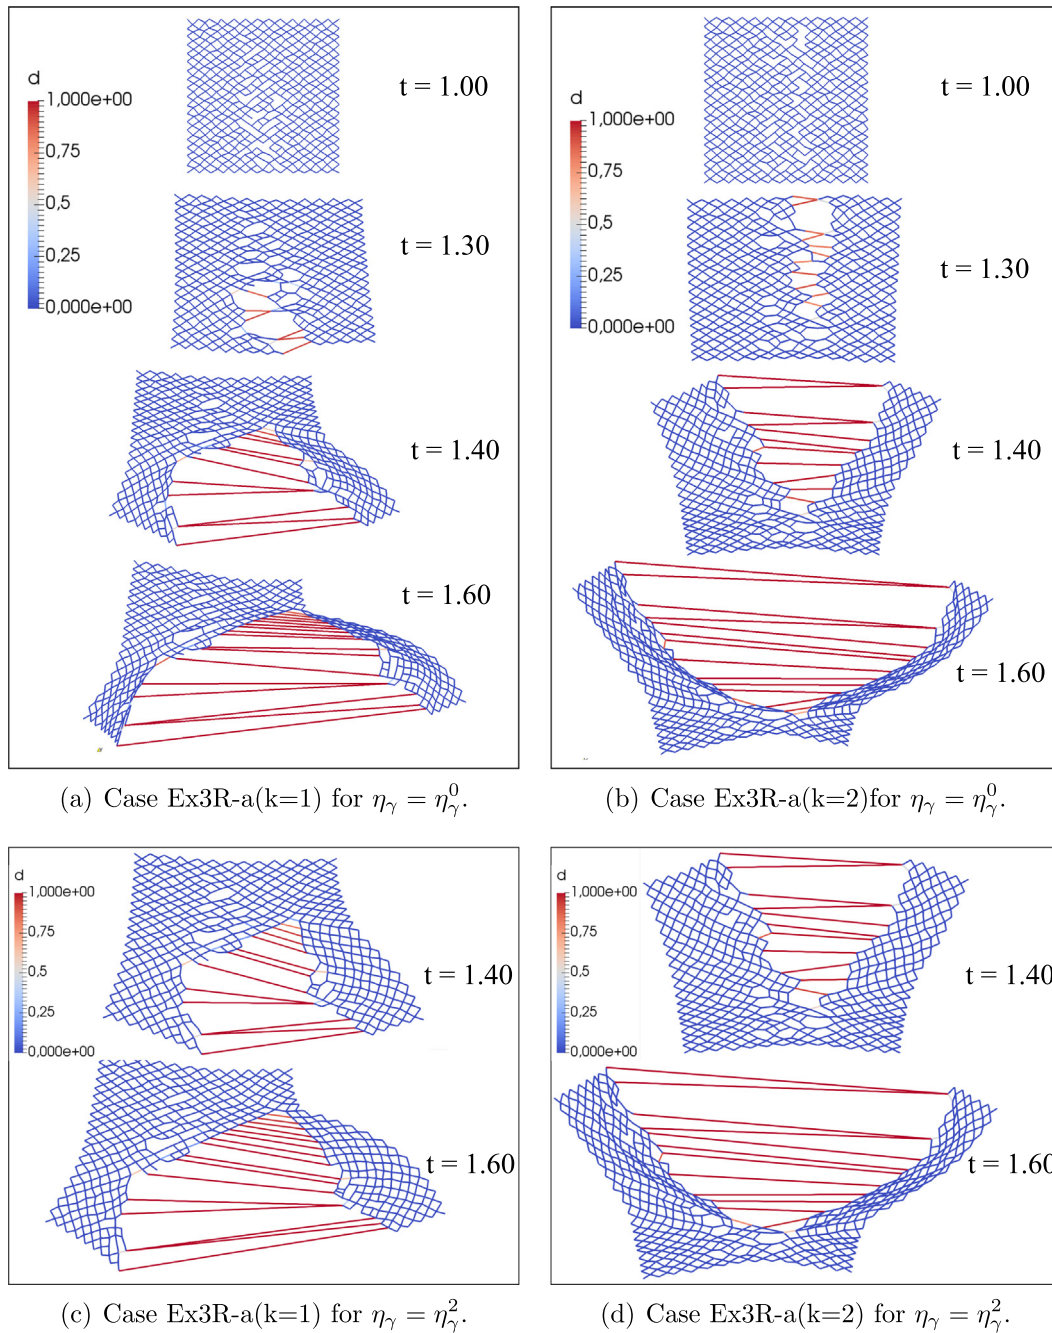 d
1,000e+00
0,75
0,5
0,25
0,000e+00
t = 1.00
t = 1.30
t = 1.40
t = 1.60
(a) Case Ex3R-a(k=1) for ηγ = ηγ⁰.
d
1,000e+00
0,75
0,5
0,25
0,000e+00
t = 1.00
t = 1.30
t = 1.40
t = 1.60
(b) Case Ex3R-a(k=2)for ηγ = ηγ⁰.
d
1,000e+00
0,75
0,5
0,25
0,000e+00
t = 1.40
t = 1.60
(c) Case Ex3R-a(k=1) for ηγ = ηγ².
d
1,000e+00
0,75
0,5
0,25
0,000e+00
t = 1.40
t = 1.60
(d) Case Ex3R-a(k=2) for ηγ = ηγ².